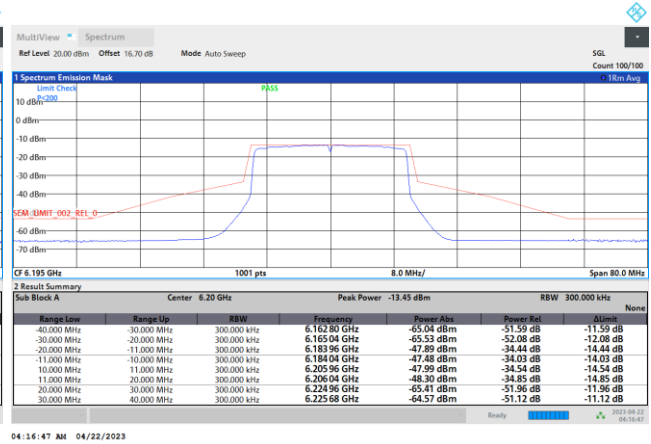 MultiView Spectrum
Ref Level 20.00 dBm Offset 16.70 dB Mode Auto Sweep SGL
Count 100/100
1 Spectrum Emission Mask 1Rm Avg
Limit Check PASS
P<200
10 dBm
0 dBm
-10 dBm
-20 dBm
-30 dBm
-40 dBm
SEM_LIMIT_002_REL_0
-60 dBm
-70 dBm
CF 6.195 GHz 1001 pts 8.0 MHz/ Span 80.0 MHz
2 Result Summary
Sub Block A Center 6.20 GHz Peak Power -13.45 dBm RBW 300.000 kHz
None
Range Low Range Up RBW Frequency Power Abs Power Rel ΔLimit
-40.000 MHz -30.000 MHz 300.000 kHz 6.162 80 GHz -65.04 dBm -51.59 dB -11.59 dB
-30.000 MHz -20.000 MHz 300.000 kHz 6.165 04 GHz -65.53 dBm -52.08 dB -12.08 dB
-20.000 MHz -11.000 MHz 300.000 kHz 6.183 96 GHz -47.89 dBm -34.44 dB -14.44 dB
-11.000 MHz -10.000 MHz 300.000 kHz 6.184 04 GHz -47.48 dBm -34.03 dB -14.03 dB
10.000 MHz 11.000 MHz 300.000 kHz 6.205 96 GHz -47.99 dBm -34.54 dB -14.54 dB
11.000 MHz 20.000 MHz 300.000 kHz 6.206 04 GHz -48.30 dBm -34.85 dB -14.85 dB
20.000 MHz 30.000 MHz 300.000 kHz 6.224 96 GHz -65.41 dBm -51.96 dB -11.96 dB
30.000 MHz 40.000 MHz 300.000 kHz 6.225 68 GHz -64.57 dBm -51.12 dB -11.12 dB
Ready 2023-04-22
04:16:47
04:16:47 AM 04/22/2023